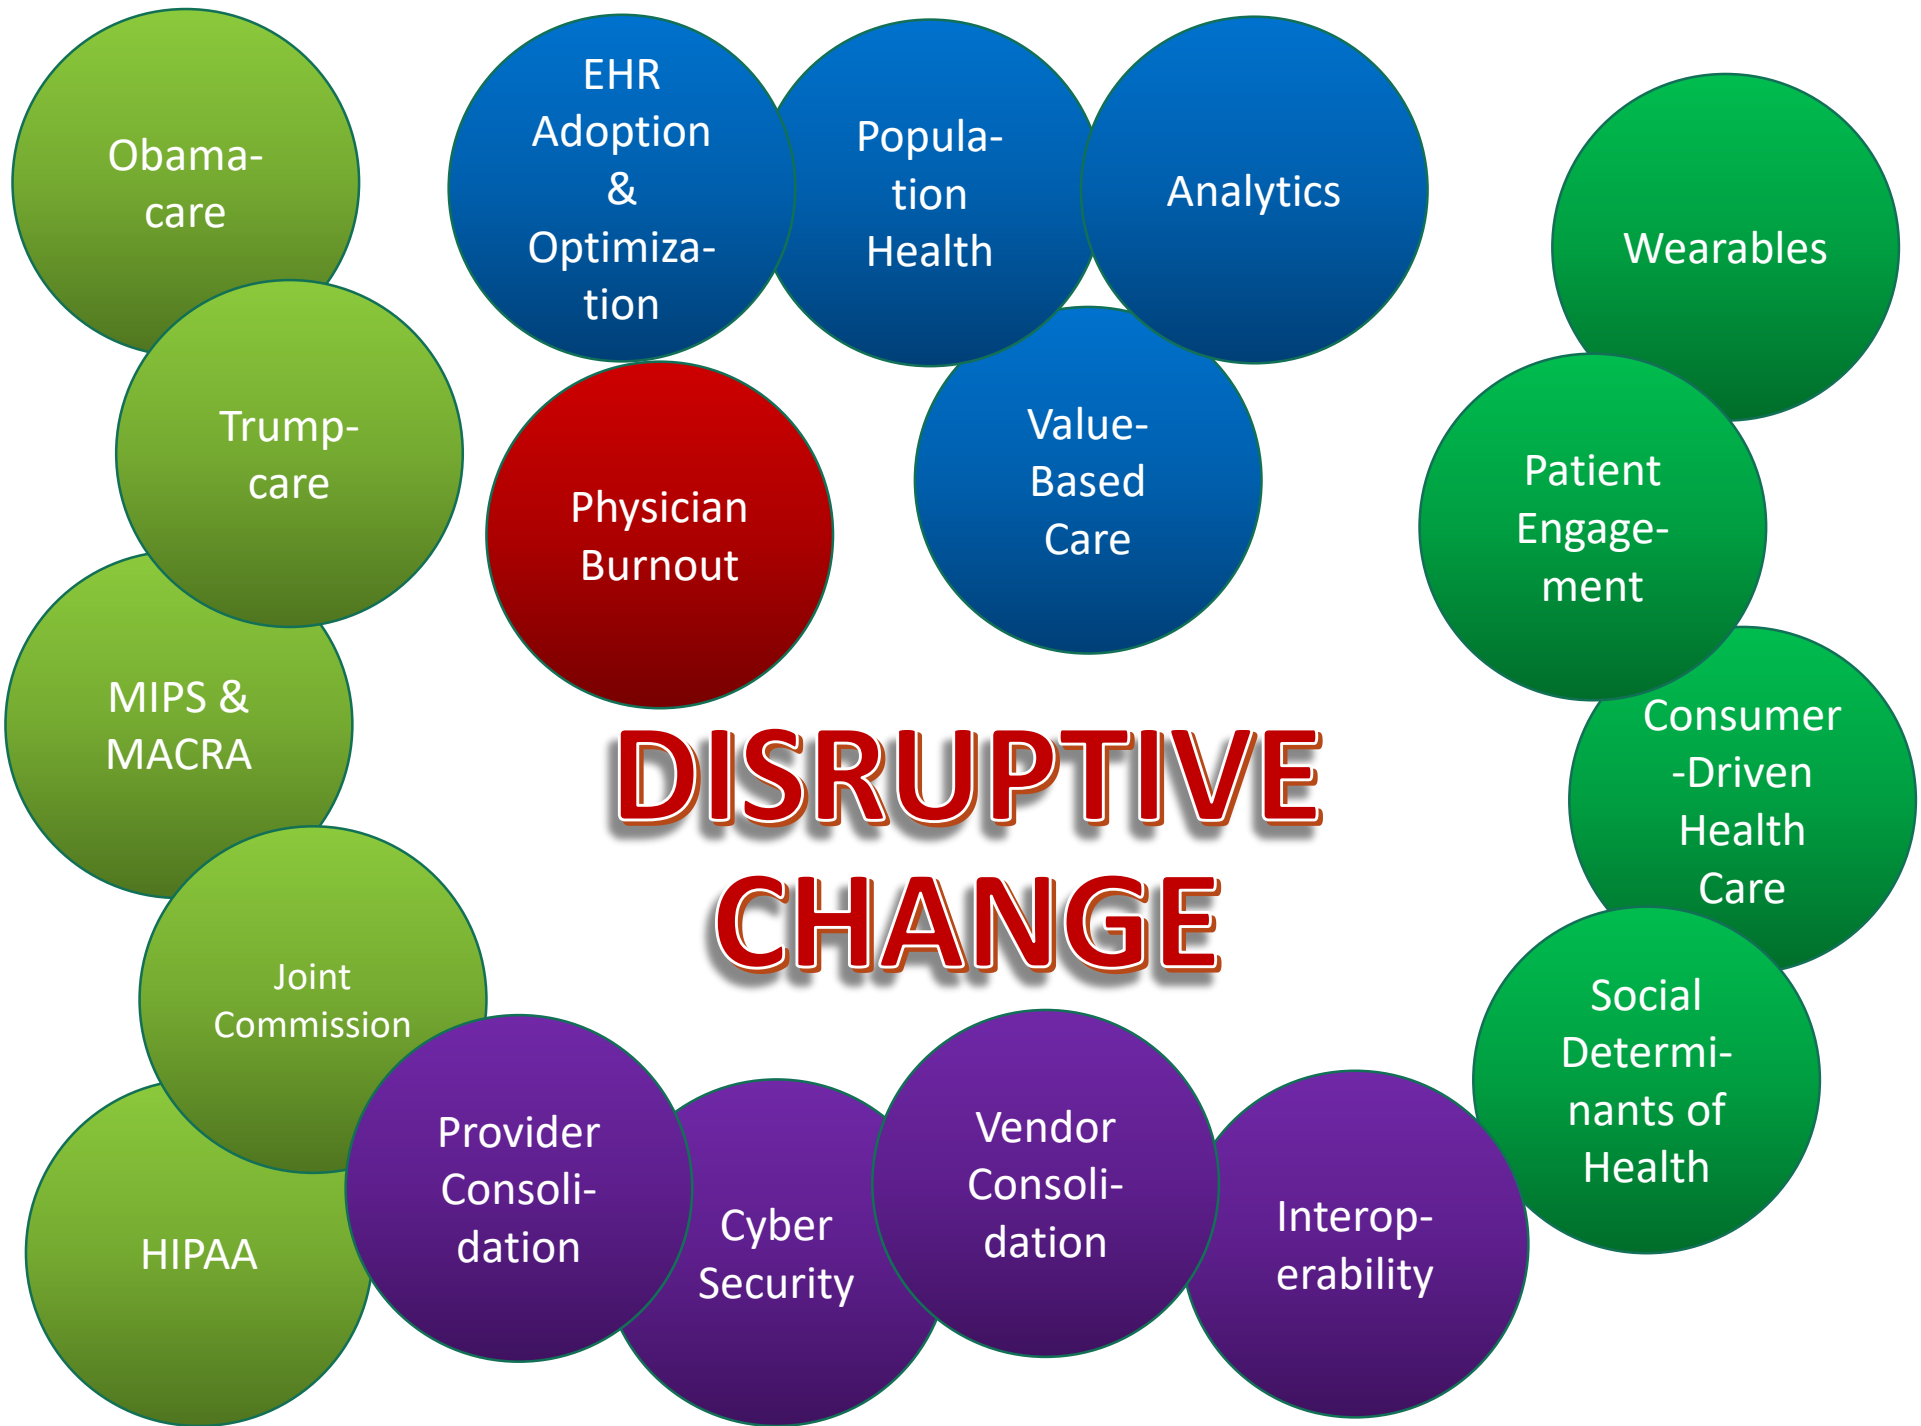 Obama-
care
Trump-
care
MIPS &
MACRA
Joint
Commission
HIPAA
EHR
Adoption
&
Optimiza-
tion
Popula-
tion
Health
Analytics
Value-
Based
Care
Physician
Burnout
DISRUPTIVE
CHANGE
Wearables
Patient
Engage-
ment
Consumer
-Driven
Health
Care
Social
Determi-
nants of
Health
Provider
Consoli-
dation
Cyber
Security
Vendor
Consoli-
dation
Interop-
erability